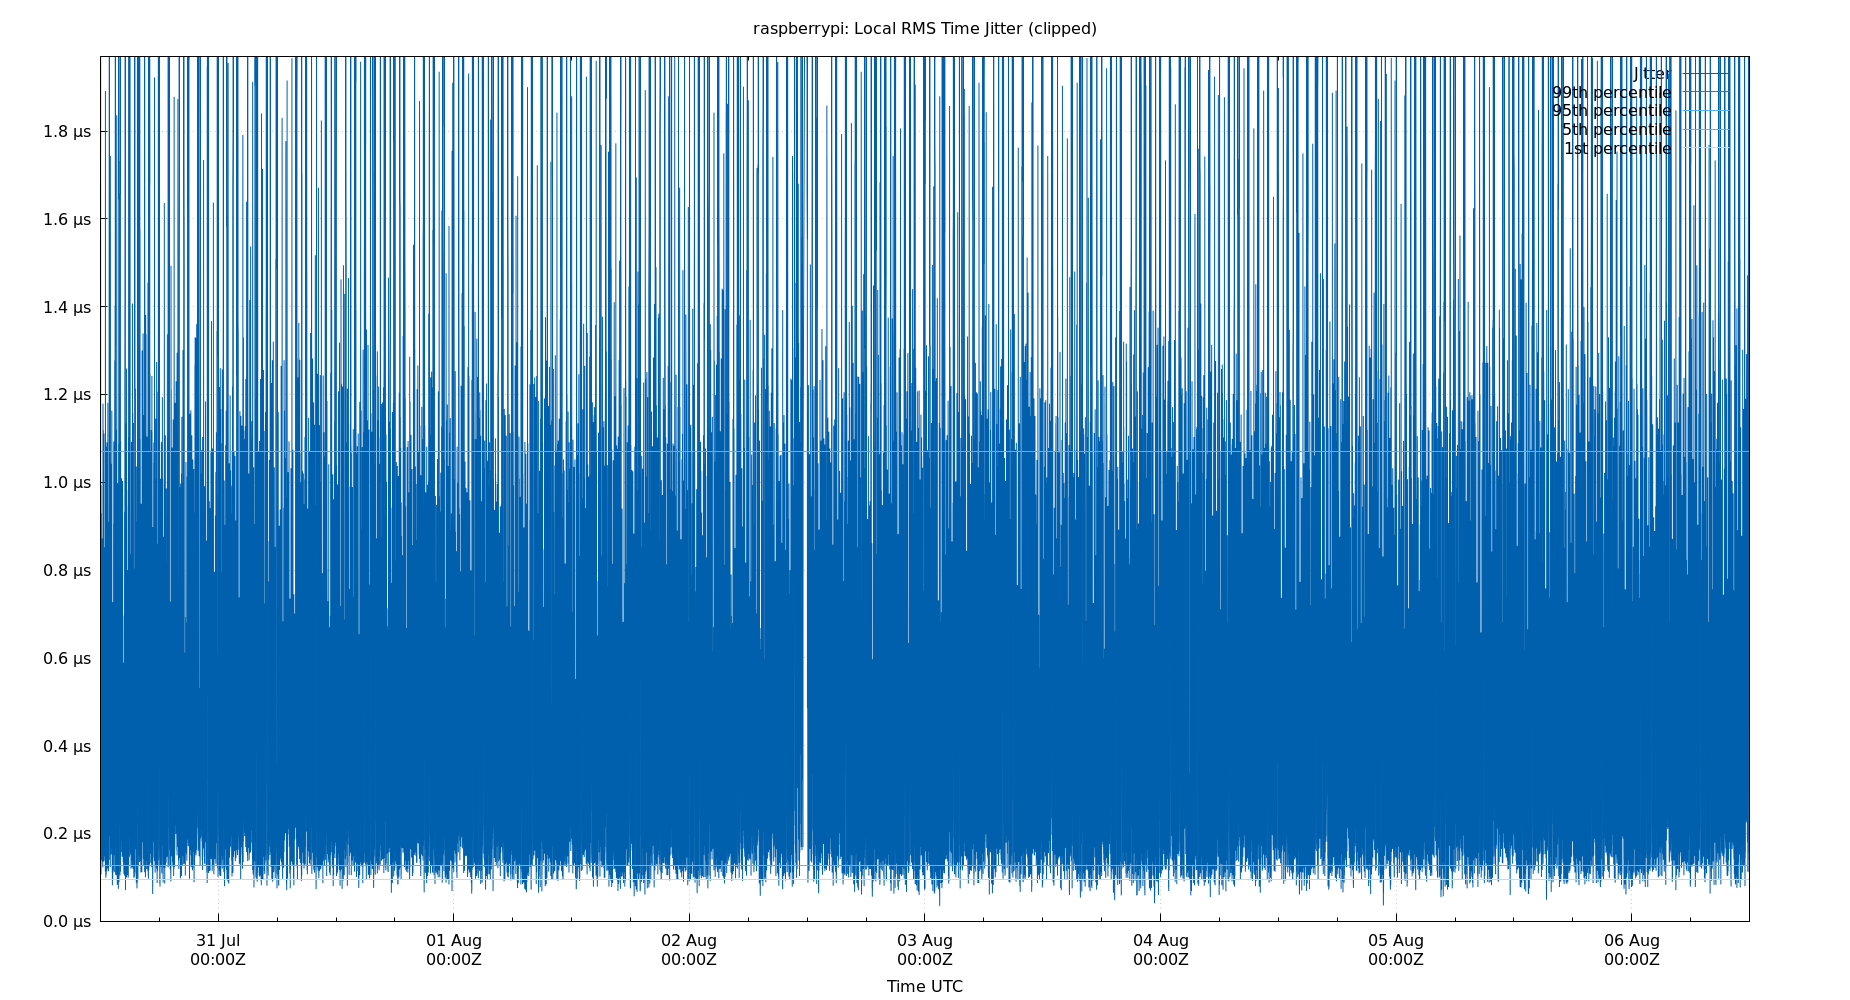 raspberrypi: Local RMS Time Jitter (clipped)
Jitter
99th percentile
95th percentile
5th percentile
1st percentile
1.8 µs
1.6 µs
1.4 µs
1.2 µs
1.0 µs
0.8 µs
0.6 µs
0.4 µs
0.2 µs
0.0 µs
31 Jul 01 Aug 02 Aug 03 Aug 04 Aug 05 Aug 06 Aug
00:00Z 00:00Z 00:00Z 00:00Z 00:00Z 00:00Z 00:00Z
Time UTC